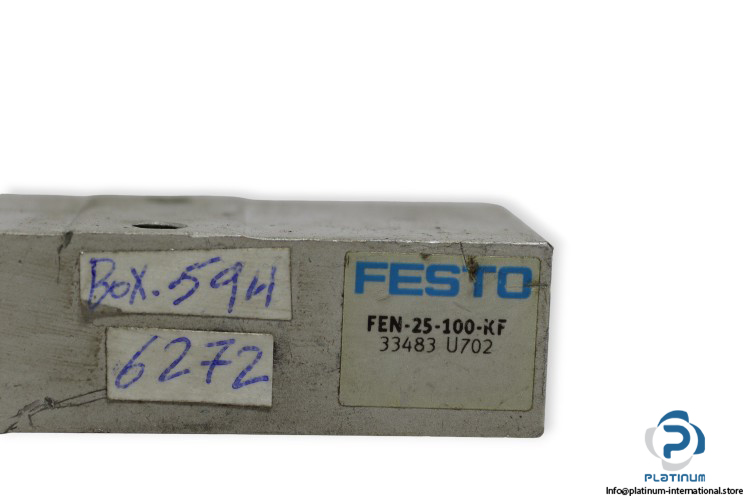 BOX.594
6272
FESTO
FEN-25-100-KF
33483 U702
PLATINUM
Info@platinum-international.store